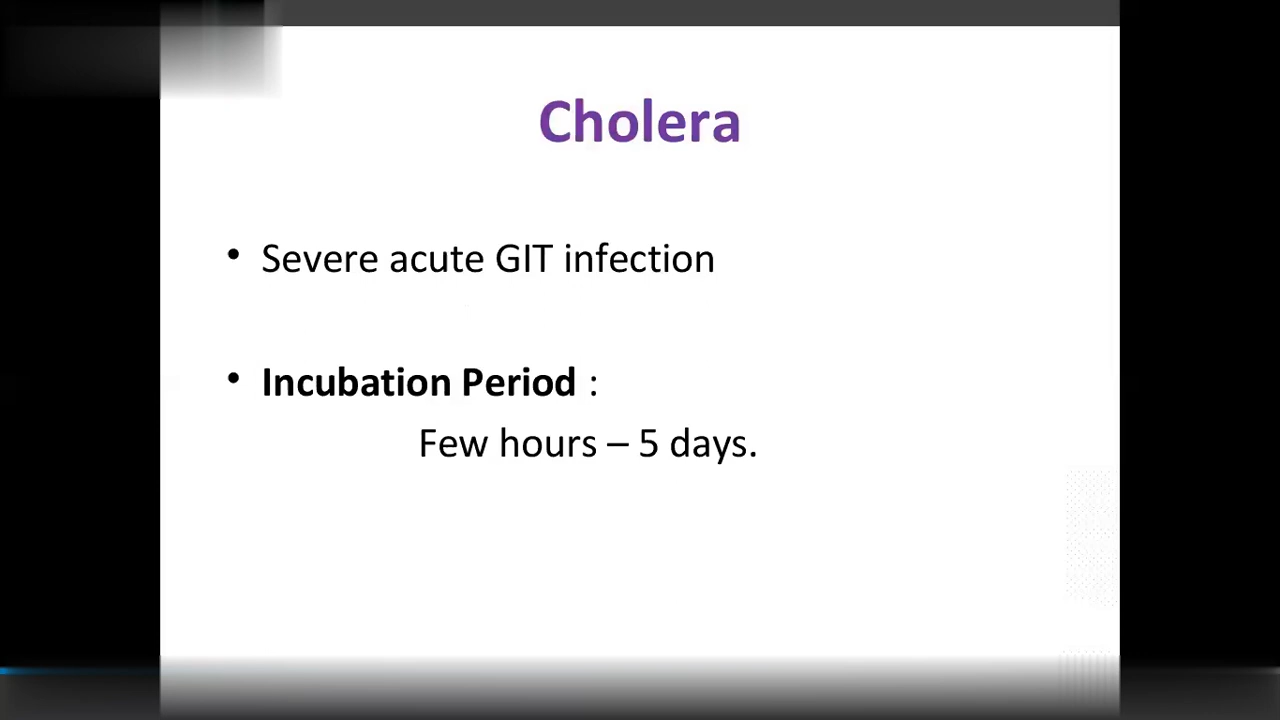 Cholera
• Severe acute GIT infection
• Incubation Period :
Few hours – 5 days.